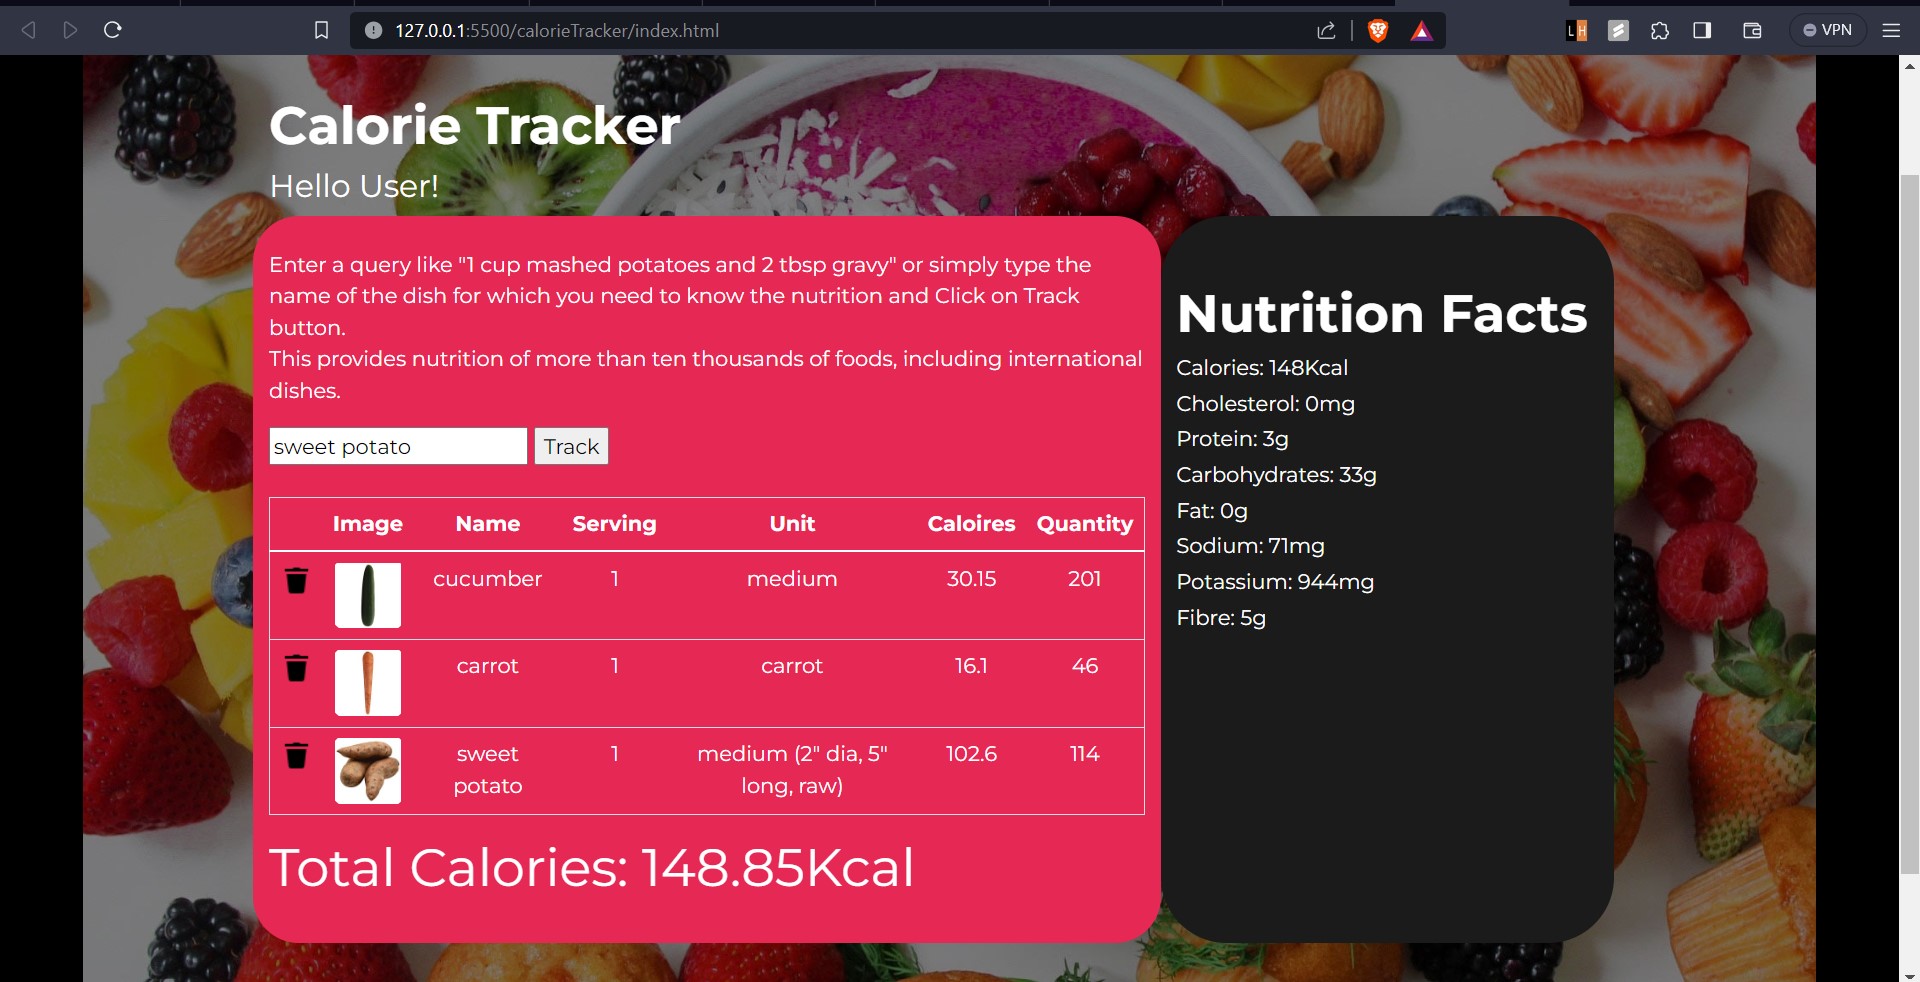 127.0.0.1:5500/calorieTracker/index.html
LH
VPN
Calorie Tracker
Hello User!
Enter a query like "1 cup mashed potatoes and 2 tbsp gravy" or simply type the
name of the dish for which you need to know the nutrition and Click on Track
button.
This provides nutrition of more than ten thousands of foods, including international
dishes.
sweet potato Track
Image Name Serving Unit Caloires Quantity
cucumber 1 medium 30.15 201
carrot 1 carrot 16.1 46
sweet 1 medium (2" dia, 5" 102.6 114
potato long, raw)
Total Calories: 148.85Kcal
Nutrition Facts
Calories: 148Kcal
Cholesterol: 0mg
Protein: 3g
Carbohydrates: 33g
Fat: 0g
Sodium: 71mg
Potassium: 944mg
Fibre: 5g